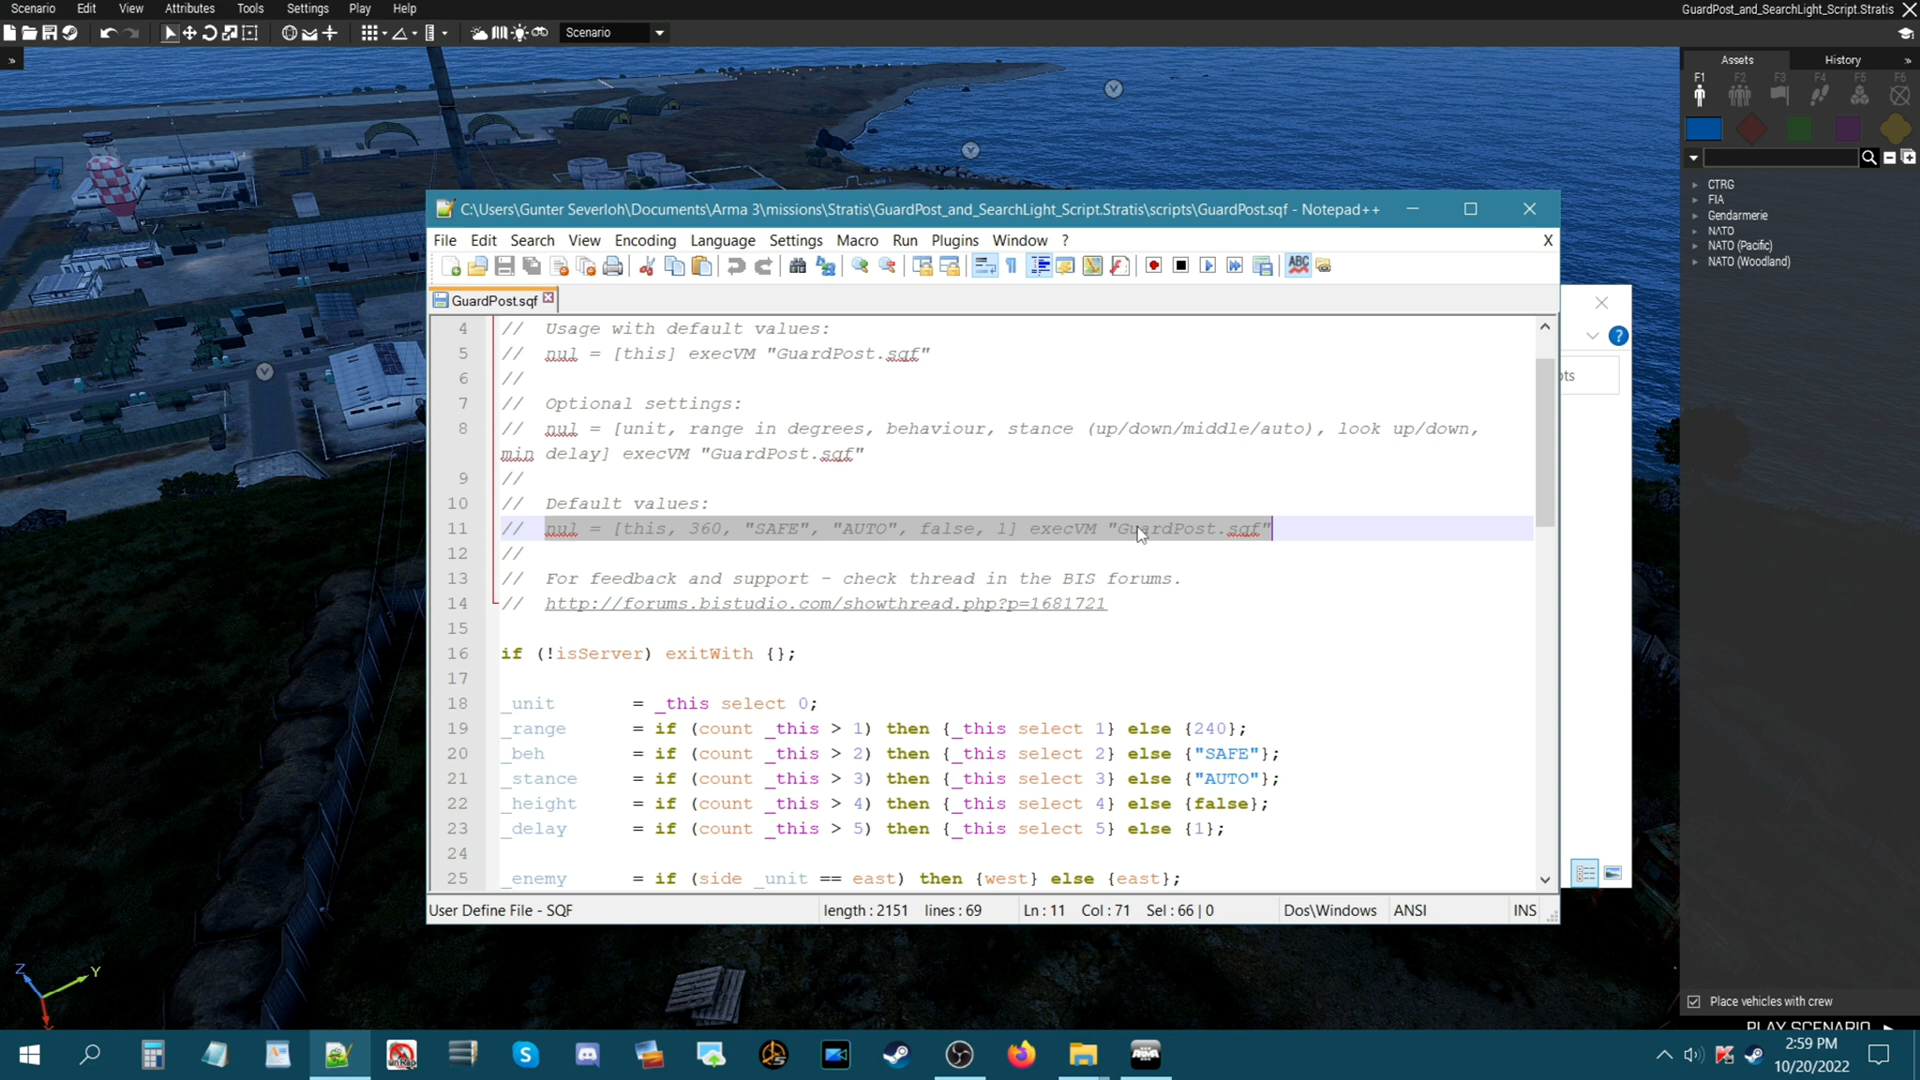 Scenario Edit View Attributes Tools Settings Play Help
GuardPost_and_SearchLight_Script.Stratis
Scenario
Assets History
F1 F2 F3 F4 F5 F6
CTRG
FIA
Gendarmerie
NATO
NATO (Pacific)
NATO (Woodland)
C:\Users\Gunter Severloh\Documents\Arma 3\missions\Stratis\GuardPost_and_SearchLight_Script.Stratis\scripts\GuardPost.sqf - Notepad++
File Edit Search View Encoding Language Settings Macro Run Plugins Window ? X
ABC
GuardPost.sqf
4 // Usage with default values:
5 // nul = [this] execVM "GuardPost.sqf"
6 //
7 // Optional settings:
8 // nul = [unit, range in degrees, behaviour, stance (up/down/middle/auto), look up/down,
min delay] execVM "GuardPost.sqf"
9 //
10 // Default values:
11 // nul = [this, 360, "SAFE", "AUTO", false, 1] execVM "GuardPost.sqf"
12 //
13 // For feedback and support - check thread in the BIS forums.
14 // http://forums.bistudio.com/showthread.php?p=1681721
15
16 if (!isServer) exitWith {};
17
18 _unit = _this select 0;
19 _range = if (count _this > 1) then {_this select 1} else {240};
20 _beh = if (count _this > 2) then {_this select 2} else {"SAFE"};
21 _stance = if (count _this > 3) then {_this select 3} else {"AUTO"};
22 _height = if (count _this > 4) then {_this select 4} else {false};
23 _delay = if (count _this > 5) then {_this select 5} else {1};
24
25 _enemy = if (side _unit == east) then {west} else {east};
User Define File - SQF length : 2151 lines : 69 Ln : 11 Col : 71 Sel : 66 | 0 Dos\Windows ANSI INS
Place vehicles with crew
PLAY SCENARIO
Z Y
2:59 PM
10/20/2022